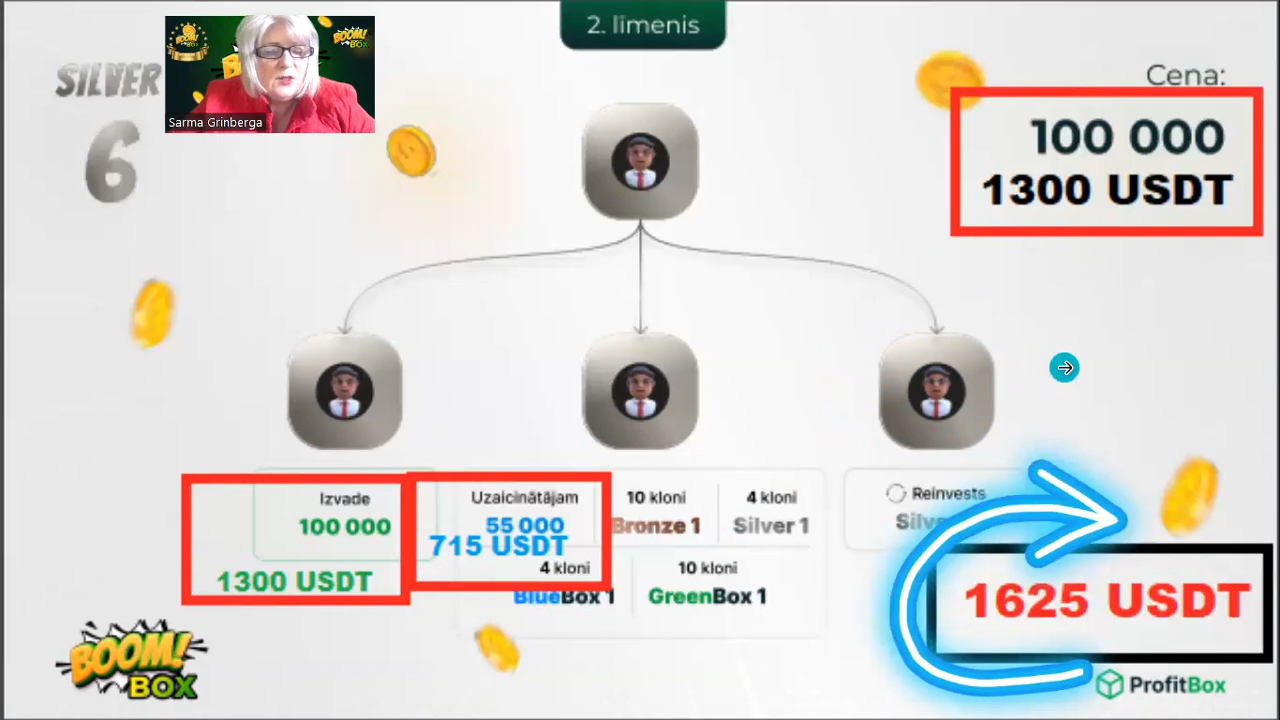 2. līmenis
SILVER
6
BOOM!
BOX
Sarma Grinberga
Cena:
100 000
1300 USDT
Izvade
100 000
1300 USDT
Uzaicinātājam
55 000
715 USDT
10 kloni
Bronze 1
4 kloni
Silver 1
4 kloni
BlueBox 1
10 kloni
GreenBox 1
Reinvests
1625 USDT
BOOM!
BOX
ProfitBox